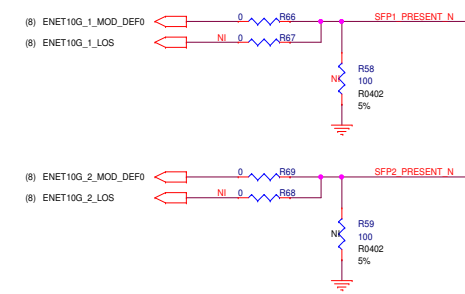 (8) ENET10G_1_MOD_DEF0 0 R66 SFP1_PRESENT_N
(8) ENET10G_1_LOS NI 0 R67
NI R58
100
R0402
5%
(8) ENET10G_2_MOD_DEF0 0 R69 SFP2_PRESENT_N
(8) ENET10G_2_LOS NI 0 R68
NI R59
100
R0402
5%